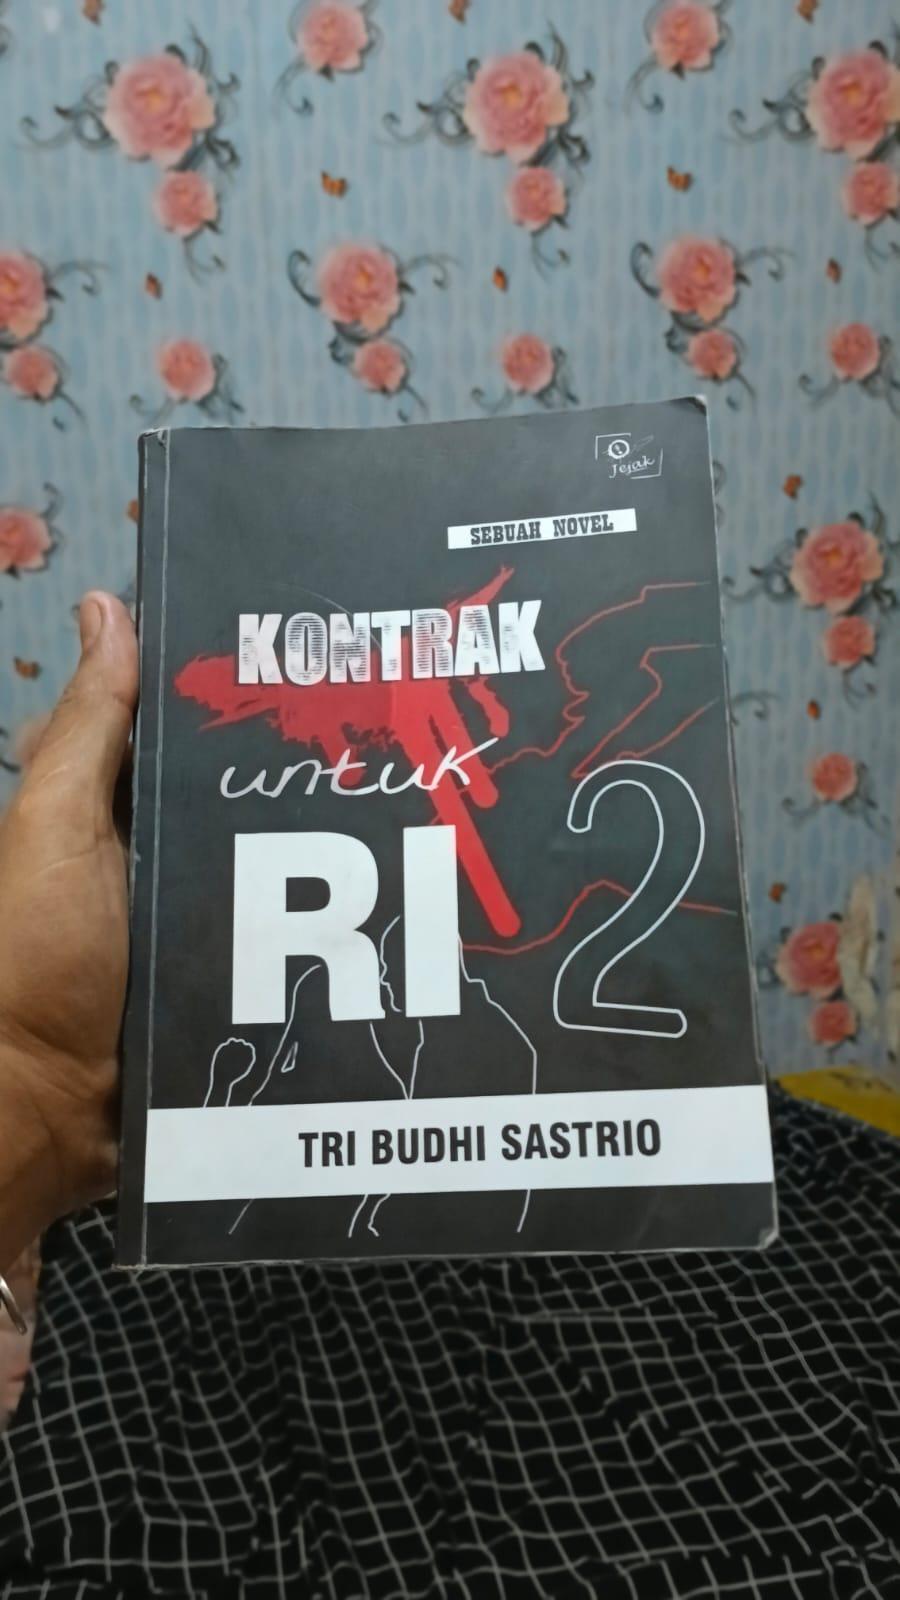 Jejak
SEBUAH NOVEL
KONTRAK
untuk
RI 2
TRI BUDHI SASTRIO